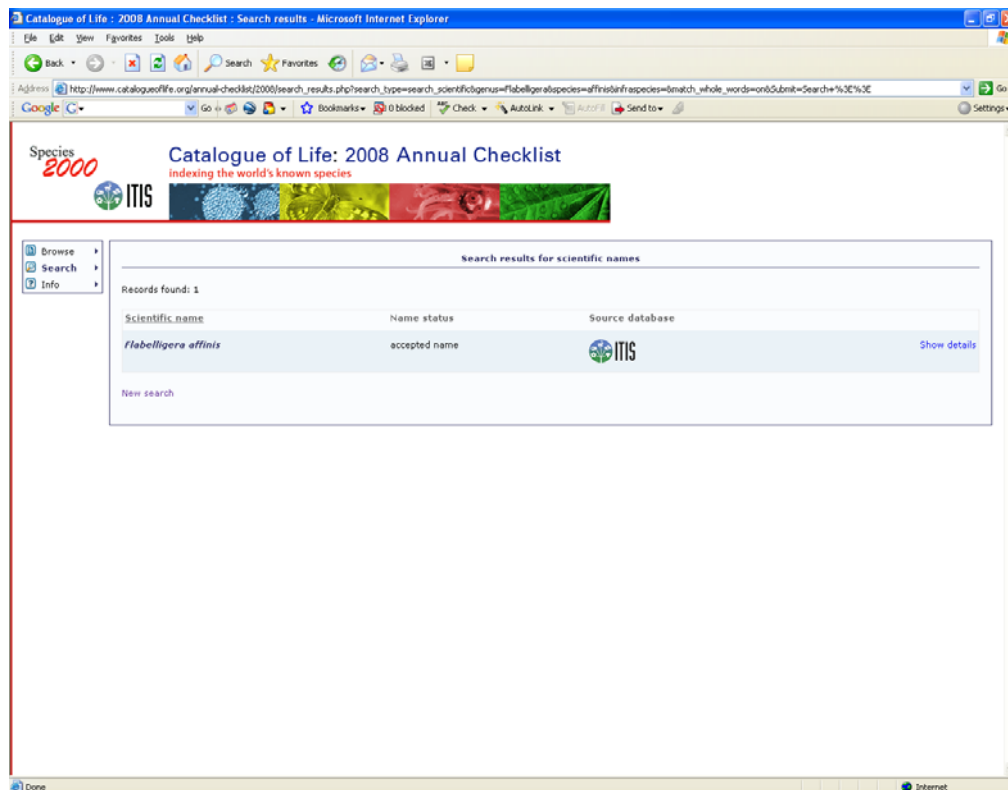 Catalogue of Life : 2008 Annual Checklist : Search results - Microsoft Internet Explorer
File Edit View Favorites Tools Help
Back Search Favorites
Address http://www.catalogueoflife.org/annual-checklist/2008/search_results.php?search_type=search_scientific&genus=Flabelligera&species=affinis&infraspecies=&match_whole_words=on&Submit=Search+%3E%3E Go
Google G Go Bookmarks 0 blocked Check AutoLink AutoFill Send to Settings
Species 2000
ITIS
Catalogue of Life: 2008 Annual Checklist
indexing the world's known species
Browse
Search
Info
Search results for scientific names
Records found: 1
Scientific name Name status Source database
Flabelligera affinis accepted name ITIS Show details
New search
Done Internet